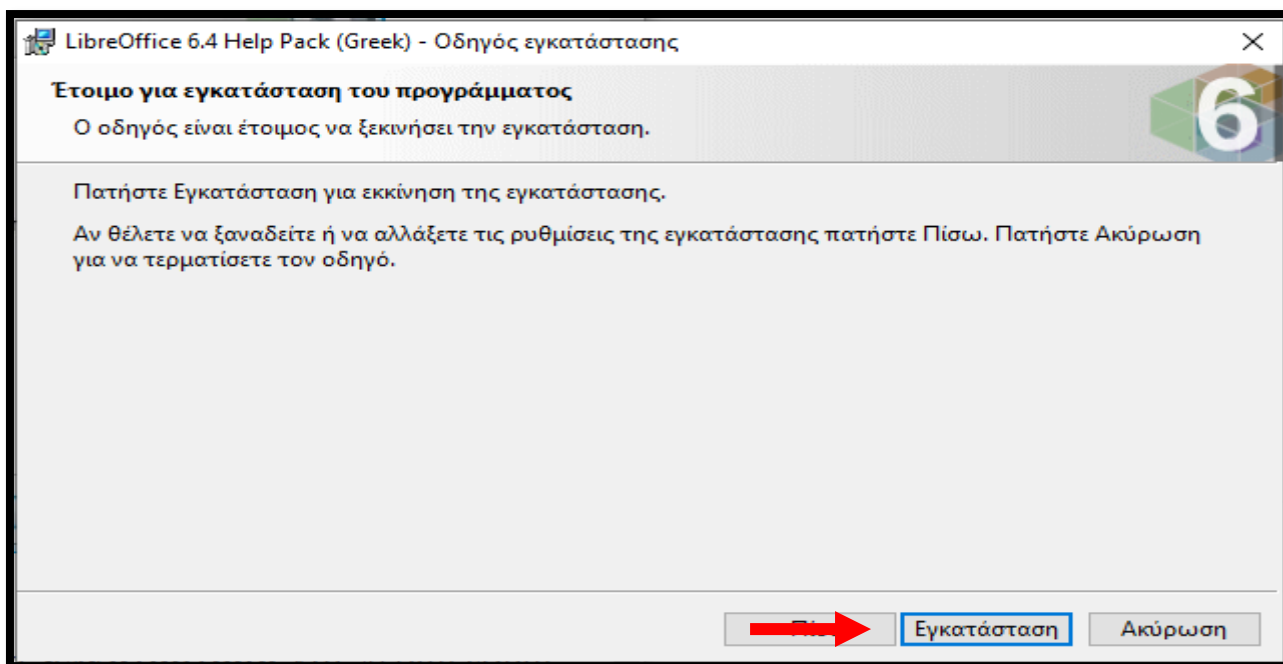 LibreOffice 6.4 Help Pack (Greek) - Οδηγός εγκατάστασης
Έτοιμο για εγκατάσταση του προγράμματος
Ο οδηγός είναι έτοιμος να ξεκινήσει την εγκατάσταση.
6
Πατήστε Εγκατάσταση για εκκίνηση της εγκατάστασης.
Αν θέλετε να ξαναδείτε ή να αλλάξετε τις ρυθμίσεις της εγκατάστασης πατήστε Πίσω. Πατήστε Ακύρωση
για να τερματίσετε τον οδηγό.
Εγκατάσταση Ακύρωση